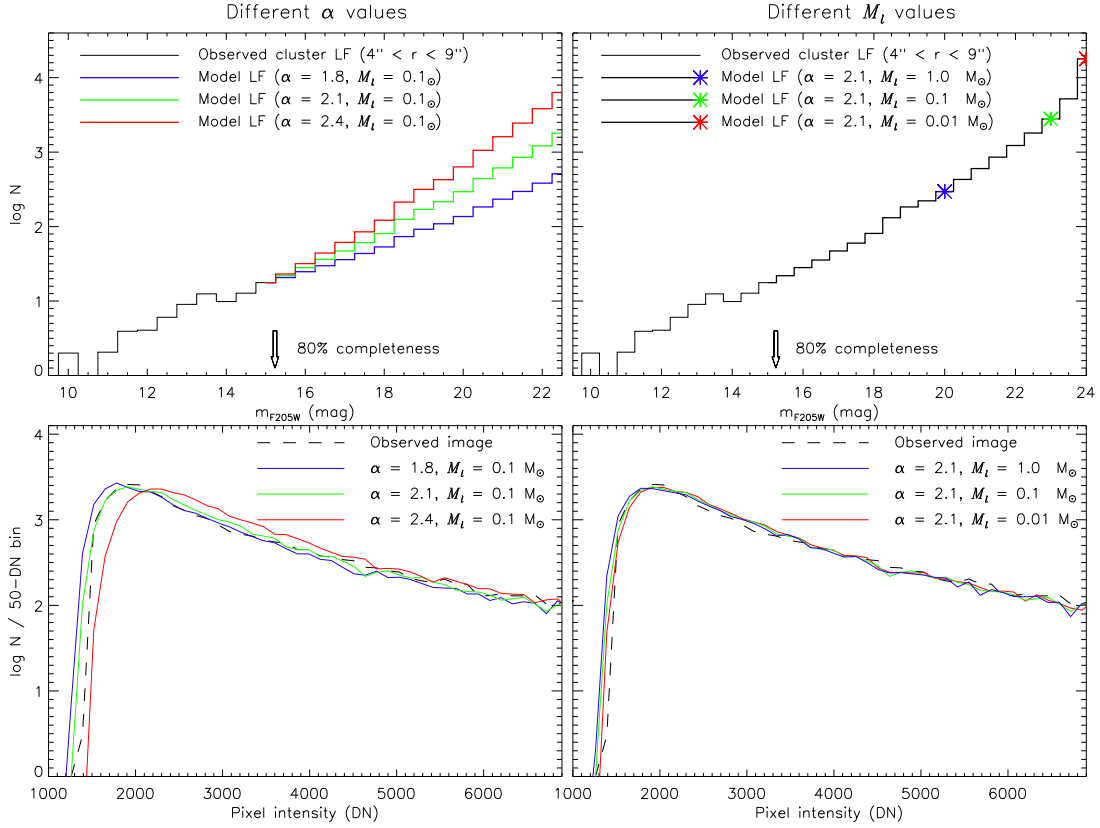 Different α values
Different M_l values
Observed cluster LF (4" < r < 9")
Model LF (α = 1.8, M_l = 0.1⊙)
Model LF (α = 2.1, M_l = 0.1⊙)
Model LF (α = 2.4, M_l = 0.1⊙)
Observed cluster LF (4" < r < 9")
Model LF (α = 2.1, M_l = 1.0 M⊙)
Model LF (α = 2.1, M_l = 0.1 M⊙)
Model LF (α = 2.1, M_l = 0.01 M⊙)
log N
4
3
2
1
0
80% completeness
80% completeness
10 12 14 16 18 20 22
10 12 14 16 18 20 22 24
m_F205W (mag)
m_F205W (mag)
log N / 50-DN bin
4
3
2
1
0
Observed image
α = 1.8, M_l = 0.1 M⊙
α = 2.1, M_l = 0.1 M⊙
α = 2.4, M_l = 0.1 M⊙
Observed image
α = 2.1, M_l = 1.0 M⊙
α = 2.1, M_l = 0.1 M⊙
α = 2.1, M_l = 0.01 M⊙
1000 2000 3000 4000 5000 6000
1000 2000 3000 4000 5000 6000
Pixel intensity (DN)
Pixel intensity (DN)